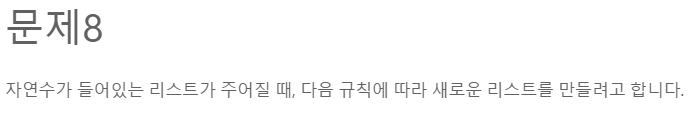 문제8
자연수가 들어있는 리스트가 주어질 때, 다음 규칙에 따라 새로운 리스트를 만들려고 합니다.